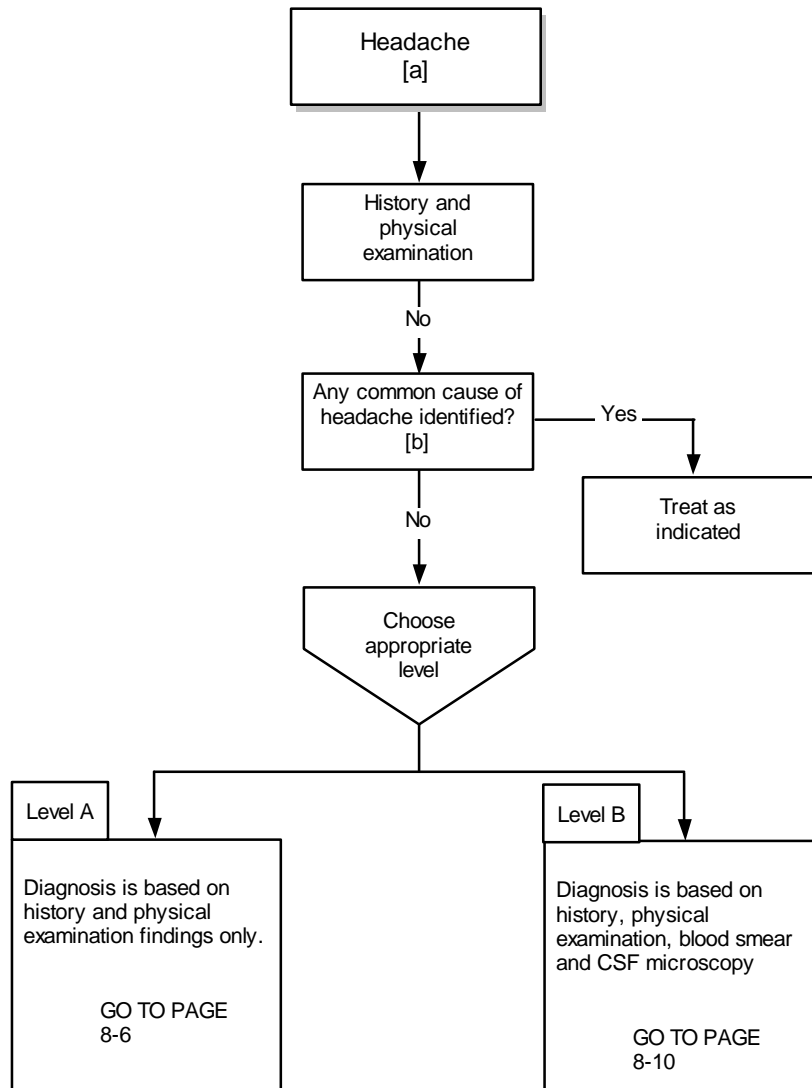 Headache
[a]
History and
physical
examination
No
Any common cause of
headache identified?
[b]
Yes
Treat as
indicated
No
Choose
appropriate
level
Level A
Diagnosis is based on
history and physical
examination findings only.
GO TO PAGE
8-6
Level B
Diagnosis is based on
history, physical
examination, blood smear
and CSF microscopy
GO TO PAGE
8-10